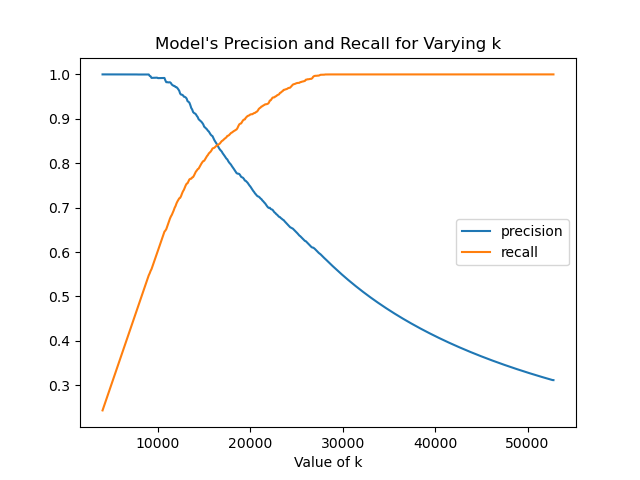 Model's Precision and Recall for Varying k
1.0
0.9
0.8
0.7
0.6
0.5
0.4
0.3
precision
recall
10000 20000 30000 40000 50000
Value of k